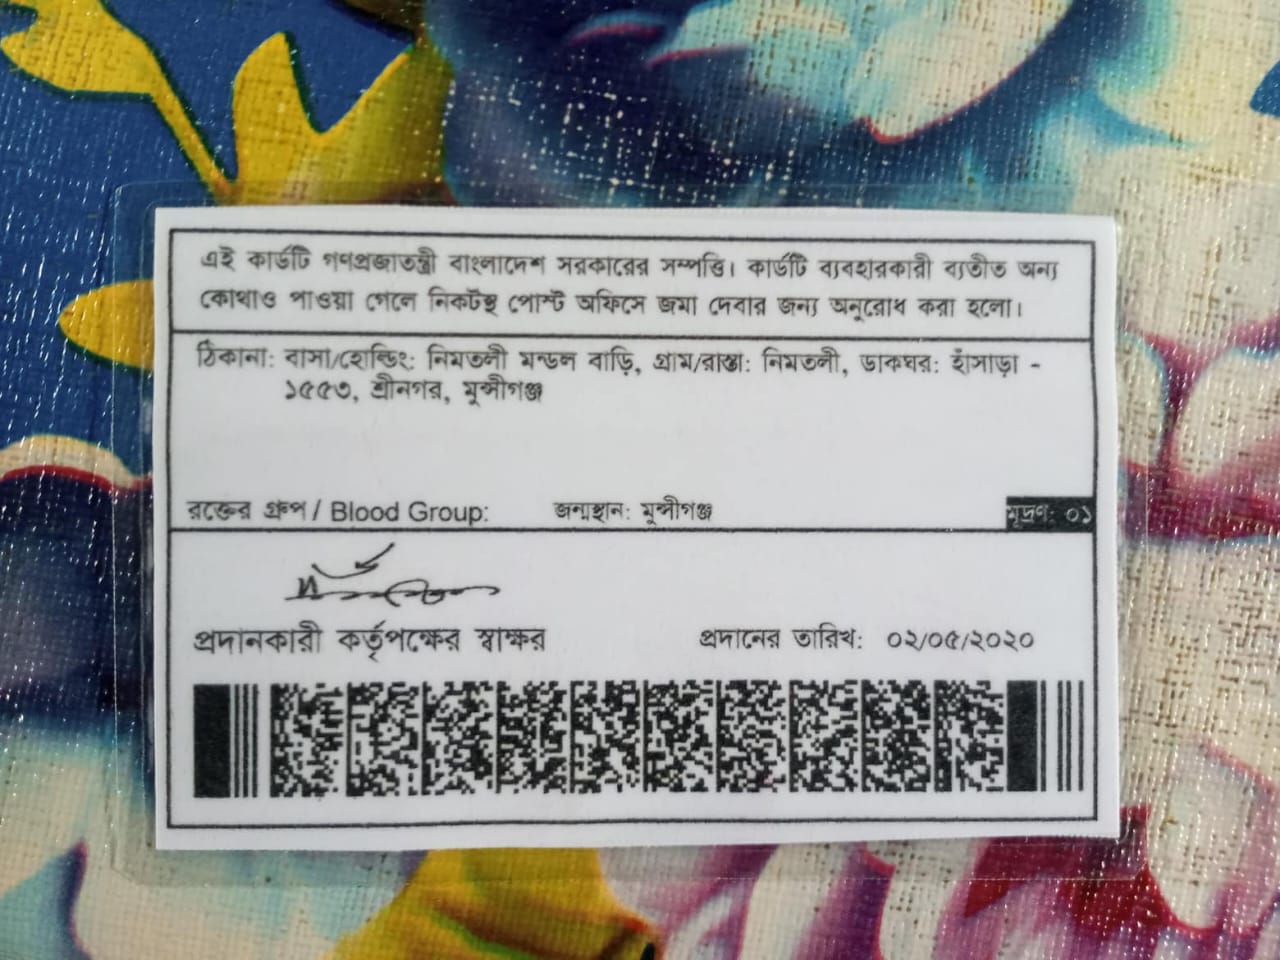 এই কার্ডটি গণপ্রজাতন্ত্রী বাংলাদেশ সরকারের সম্পত্তি। কার্ডটি ব্যবহারকারী ব্যতীত অন্য
কোথাও পাওয়া গেলে নিকটস্থ পোস্ট অফিসে জমা দেবার জন্য অনুরোধ করা হলো।
ঠিকানা: বাসা/হোল্ডিং: নিমতলী মন্ডল বাড়ি, গ্রাম/রাস্তা: নিমতলী, ডাকঘর: হাঁসাড়া -
১৫৫৩, শ্রীনগর, মুন্সীগঞ্জ
রক্তের গ্রুপ / Blood Group: জন্মস্থান: মুন্সীগঞ্জ মুদ্রণ: ০১
প্রদানকারী কর্তৃপক্ষের স্বাক্ষর প্রদানের তারিখ: ০২/০৫/২০২০